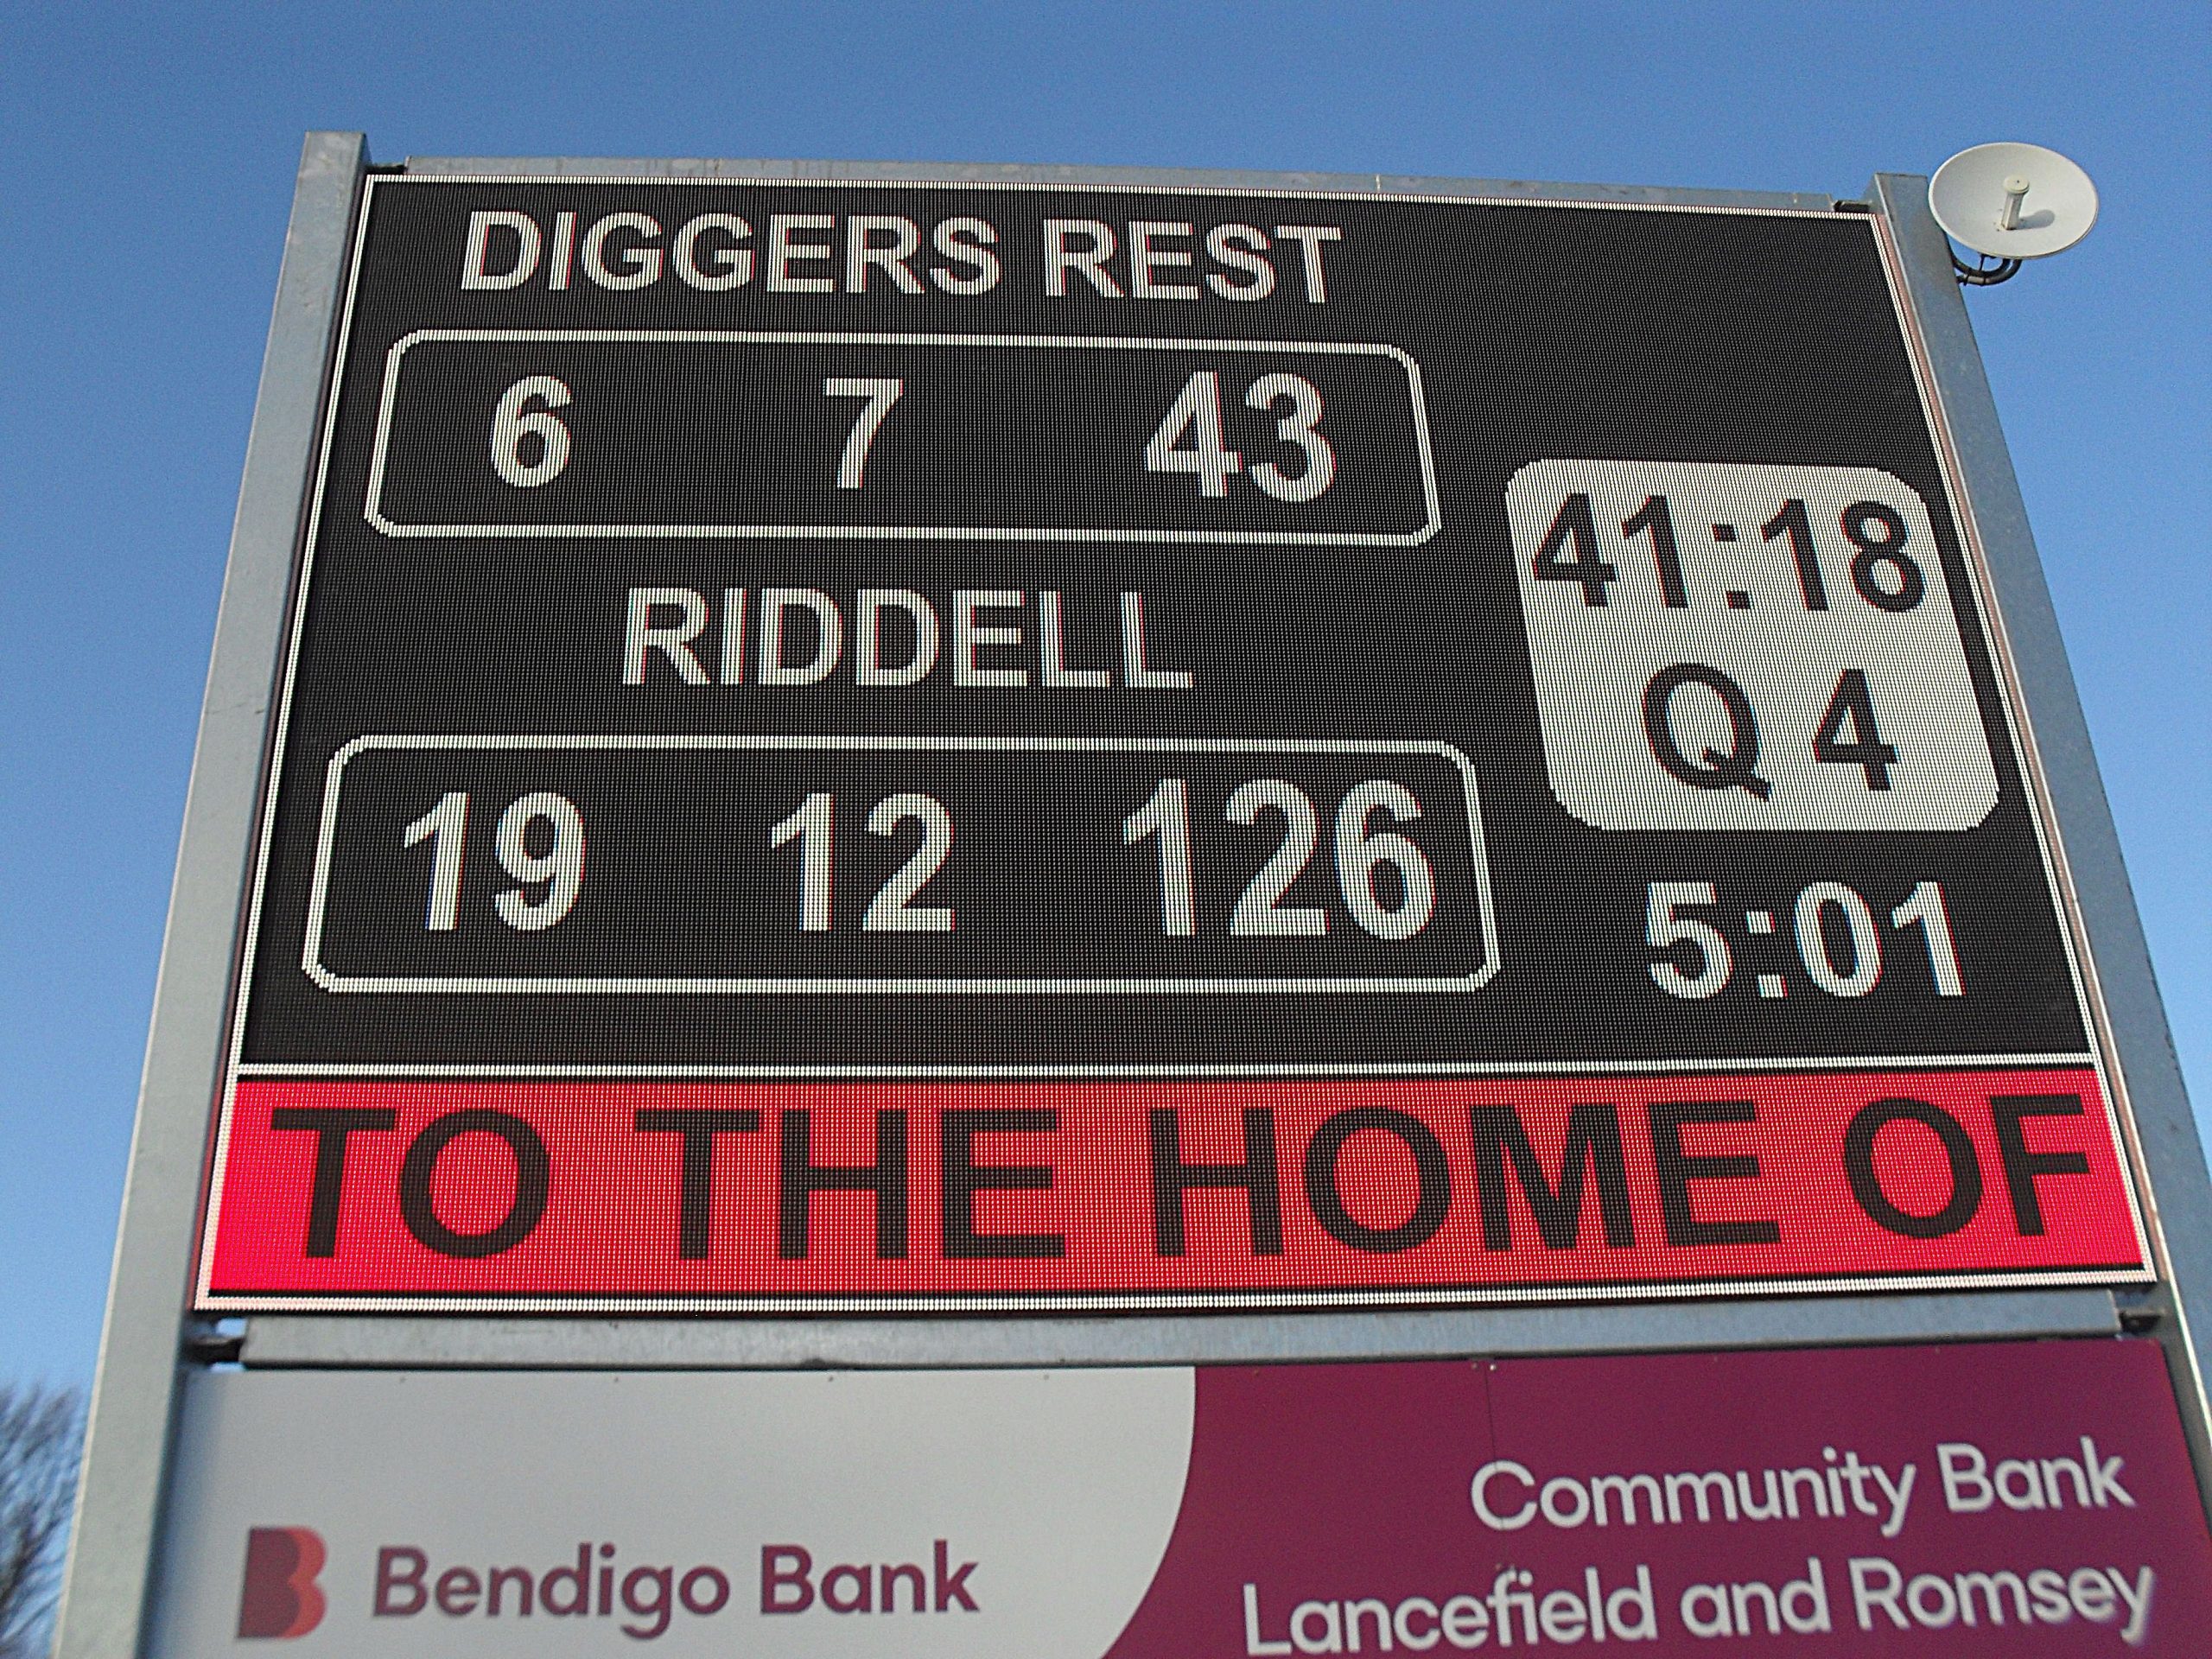 DIGGERS REST
6 7 43
RIDDELL
19 12 126
41:18
Q 4
5:01
TO THE HOME OF
Bendigo Bank
Community Bank
Lancefield and Romsey